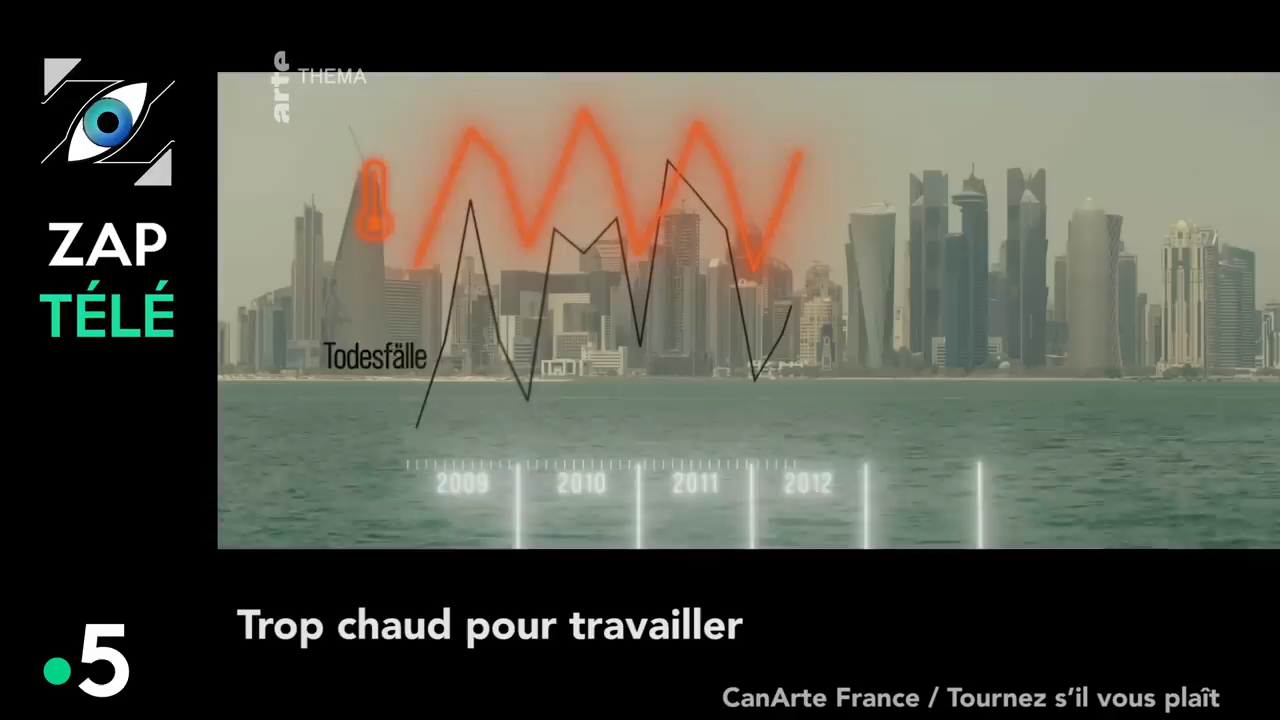 arte THEMA
ZAP
TÉLÉ
Todesfälle
2009 2010 2011 2012
5
Trop chaud pour travailler
CanArte France / Tournez s'il vous plaît